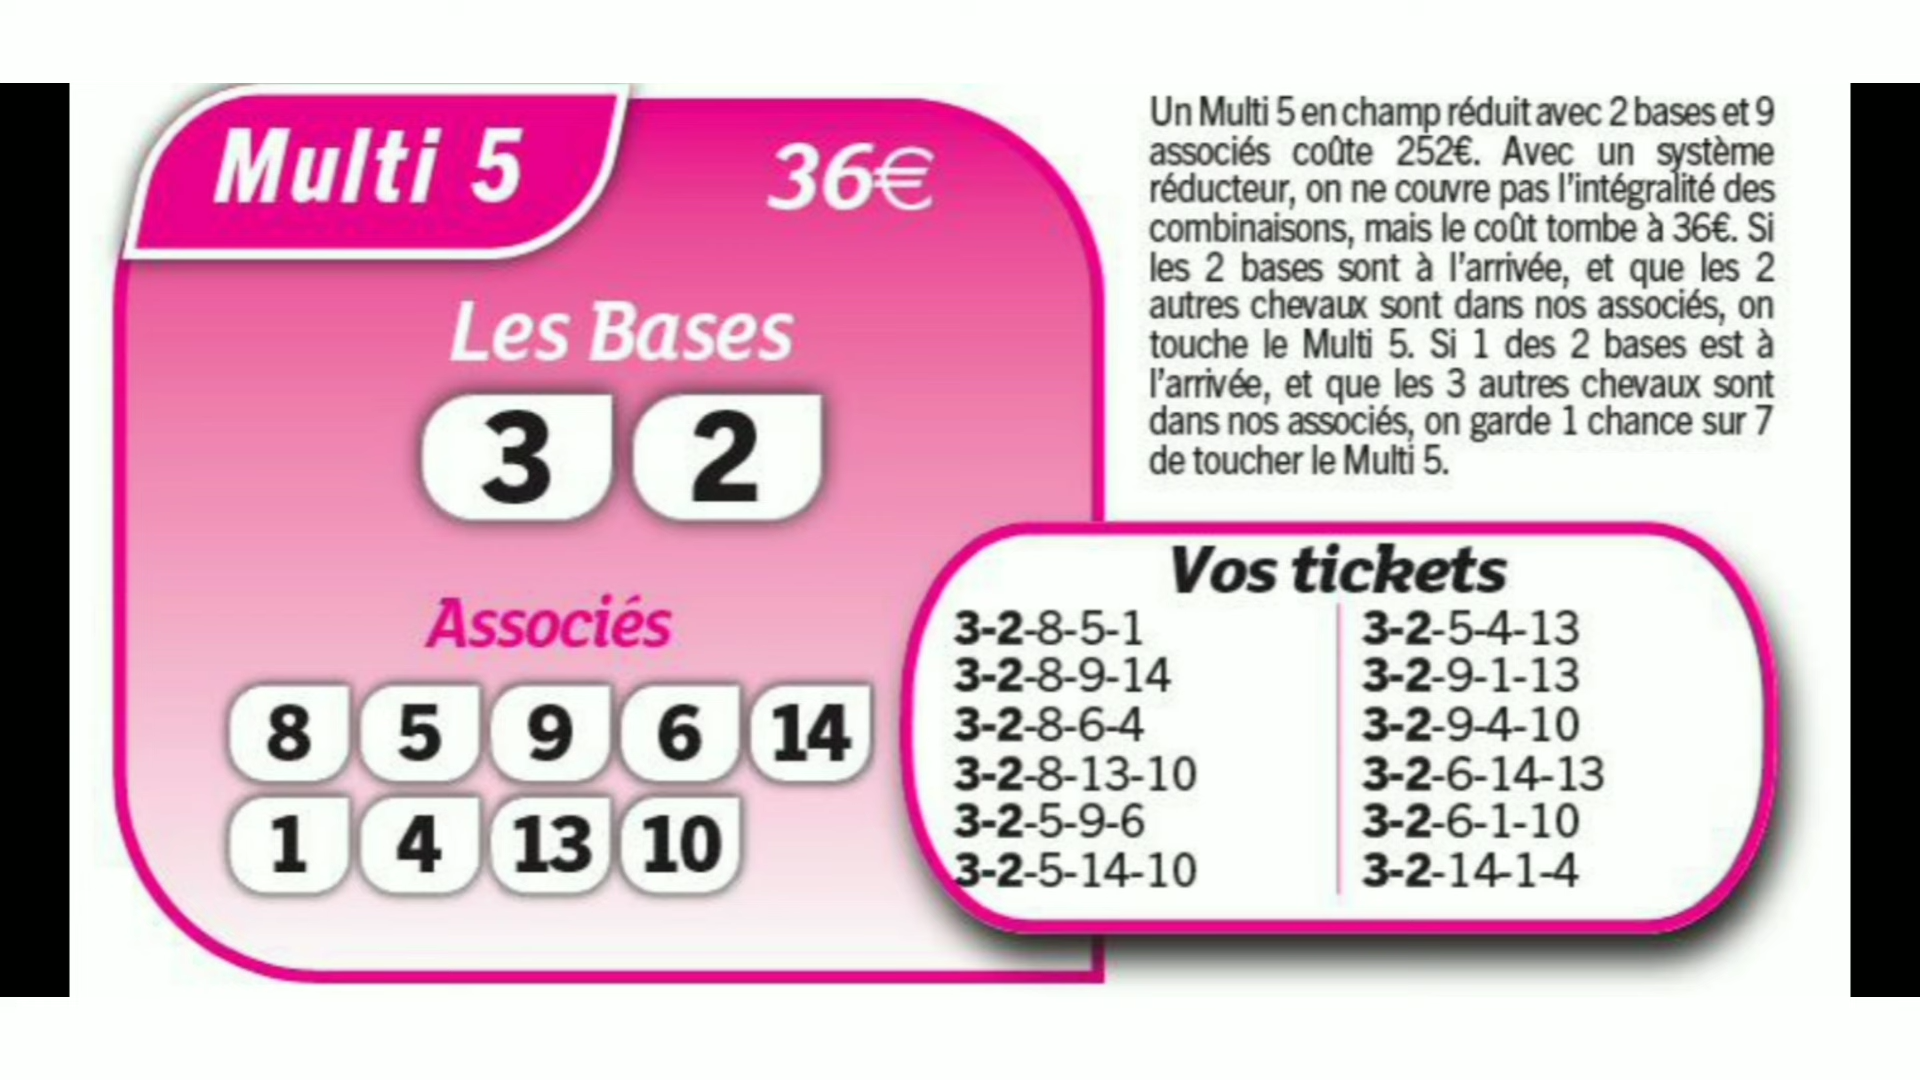 Multi 5
36€
Les Bases
3 2
Associés
8 5 9 6 14
1 4 13 10
Un Multi 5 en champ réduit avec 2 bases et 9
associés coûte 252€. Avec un système
réducteur, on ne couvre pas l'intégralité des
combinaisons, mais le coût tombe à 36€. Si
les 2 bases sont à l'arrivée, et que les 2
autres chevaux sont dans nos associés, on
touche le Multi 5. Si 1 des 2 bases est à
l'arrivée, et que les 3 autres chevaux sont
dans nos associés, on garde 1 chance sur 7
de toucher le Multi 5.
Vos tickets
3-2-8-5-1
3-2-8-9-14
3-2-8-6-4
3-2-8-13-10
3-2-5-9-6
3-2-5-14-10
3-2-5-4-13
3-2-9-1-13
3-2-9-4-10
3-2-6-14-13
3-2-6-1-10
3-2-14-1-4